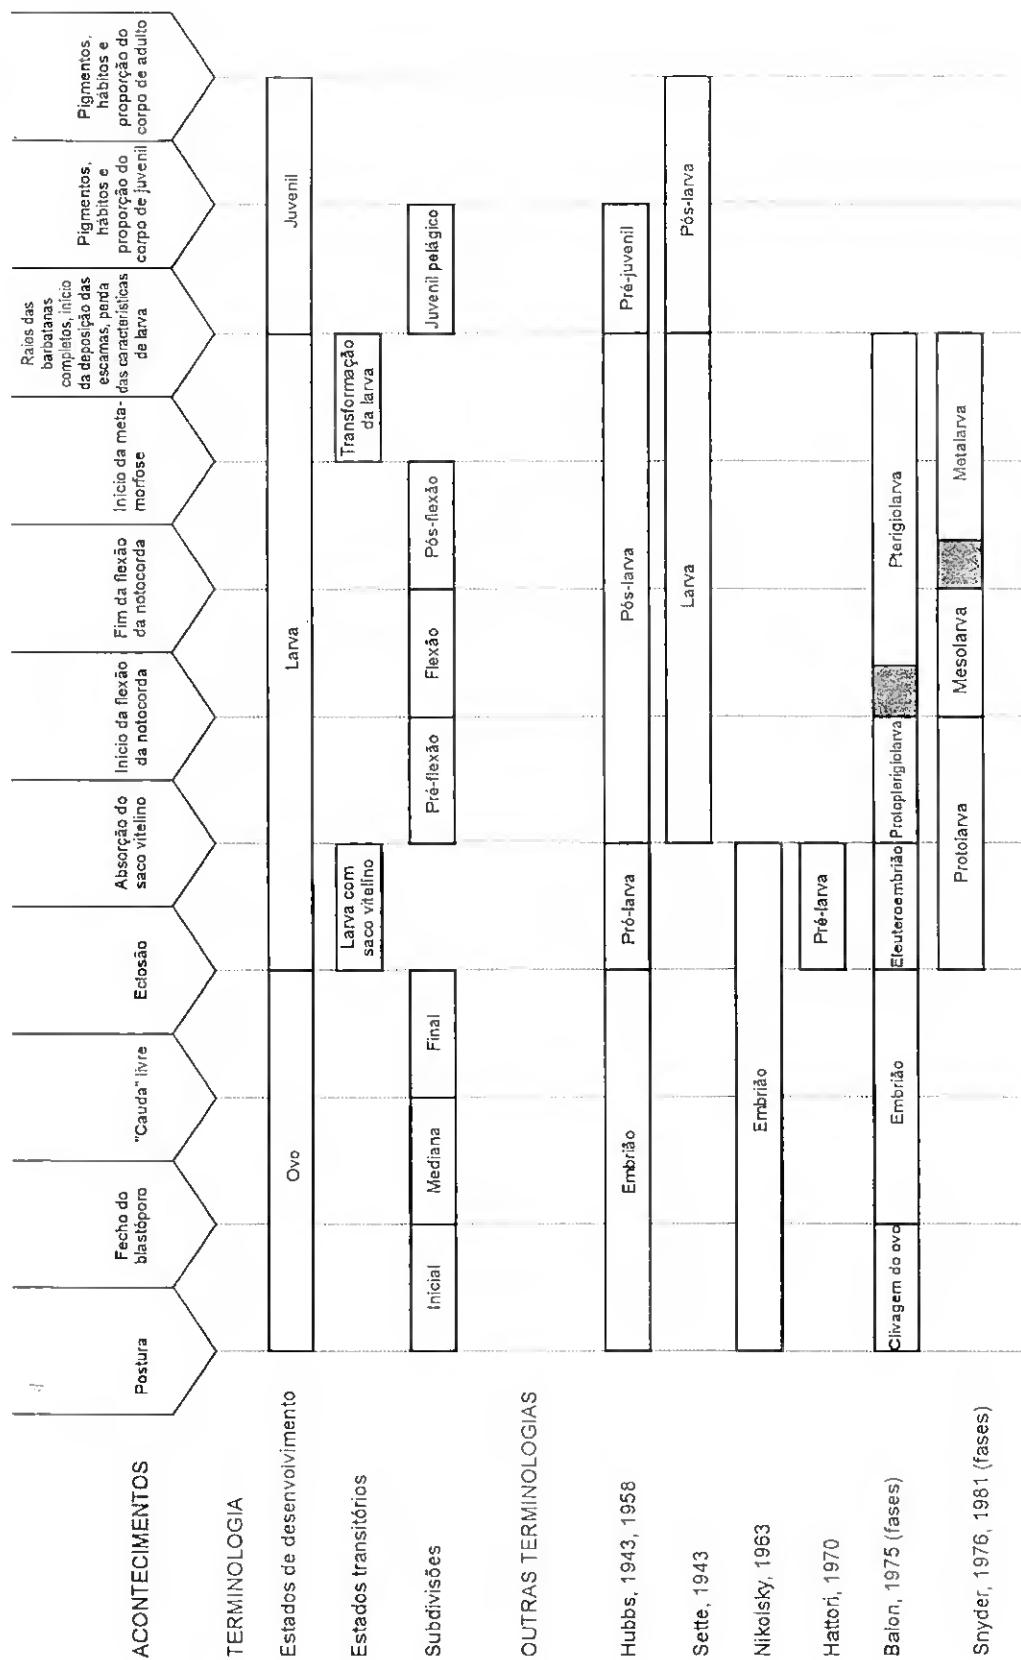 ACONTECIMENTOS
Postura
Fecho do
blastóporo
"Cauda" livre
Eclosão
Absorção do
saco vitelino
Início da flexão
da notocorda
Fim da flexão
da notocorda
Início da meta-
morfose
Raios das
barbatanas
completos, início
da deposição das
escamas, perda
das características
de larva
Pigmentos,
hábitos e
proporção do
corpo de juvenil
Pigmentos,
hábitos e
proporção do
corpo de adulto
TERMINOLOGIA
Estados de desenvolvimento
Ovo
Larva
Juvenil
Estados transitórios
Larva com
saco vitelino
Transformação
da larva
Subdivisões
Inicial
Mediana
Final
Pré-flexão
Flexão
Pós-flexão
Juvenil pelágico
OUTRAS TERMINOLOGIAS
Hubbs, 1943, 1958
Embrião
Pró-larva
Pós-larva
Pré-juvenil
Sette, 1943
Larva
Pós-larva
Nikolsky, 1963
Embrião
Hattori, 1970
Pré-larva
Balon, 1975 (fases)
Clivagem do ovo
Embrião
Eleuteroembrião
Protopterigiolarva
Pterigiolarva
Snyder, 1976, 1981 (fases)
Protolarva
Mesolarva
Metalarva